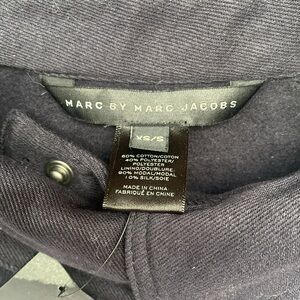 MARC BY MARC JACOBS
XS/S
60% COTTON/COTON
40% POLYESTER/
POLYESTER
LINING/DOUBLURE:
90% MODAL/MODAL
10% SILK/SOIE
MADE IN CHINA
FABRIQUÉ EN CHINE